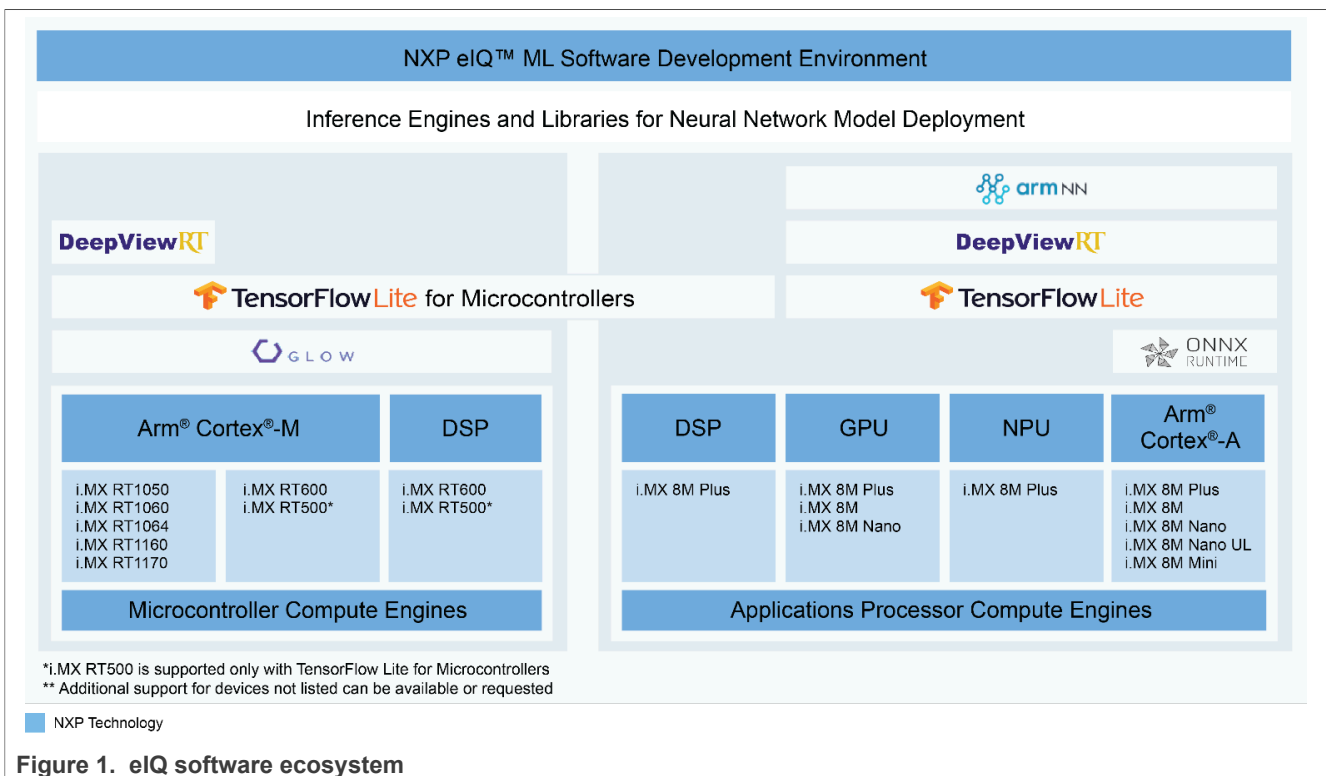 NXP eIQ™ ML Software Development Environment
Inference Engines and Libraries for Neural Network Model Deployment
arm NN
DeepViewRT
DeepViewRT
TensorFlow Lite for Microcontrollers
TensorFlow Lite
GLOW
ONNX
RUNTIME
Arm® Cortex®-M
DSP
i.MX RT1050
i.MX RT1060
i.MX RT1064
i.MX RT1160
i.MX RT1170
i.MX RT600
i.MX RT500*
i.MX RT600
i.MX RT500*
Microcontroller Compute Engines
DSP
GPU
NPU
Arm®
Cortex®-A
i.MX 8M Plus
i.MX 8M Plus
i.MX 8M
i.MX 8M Nano
i.MX 8M Plus
i.MX 8M Plus
i.MX 8M
i.MX 8M Nano
i.MX 8M Nano UL
i.MX 8M Mini
Applications Processor Compute Engines
*i.MX RT500 is supported only with TensorFlow Lite for Microcontrollers
** Additional support for devices not listed can be available or requested
NXP Technology
Figure 1. eIQ software ecosystem